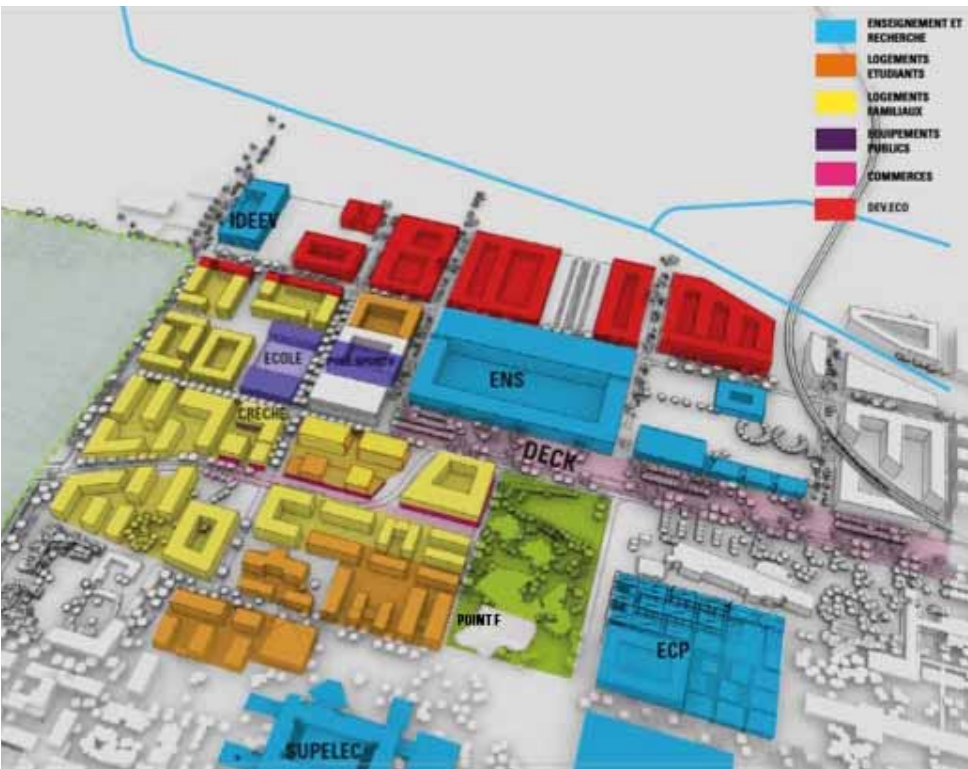 ENSEIGNEMENT ET
RECHERCHE
LOGEMENTS
ETUDIANTS
LOGEMENTS
FAMILIAUX
EQUIPEMENTS
PUBLICS
COMMERCES
DEV.ECO
IDEEV
ECOLE
ENS
CRECHE
DECK
POINT F
ECP
SUPELEC